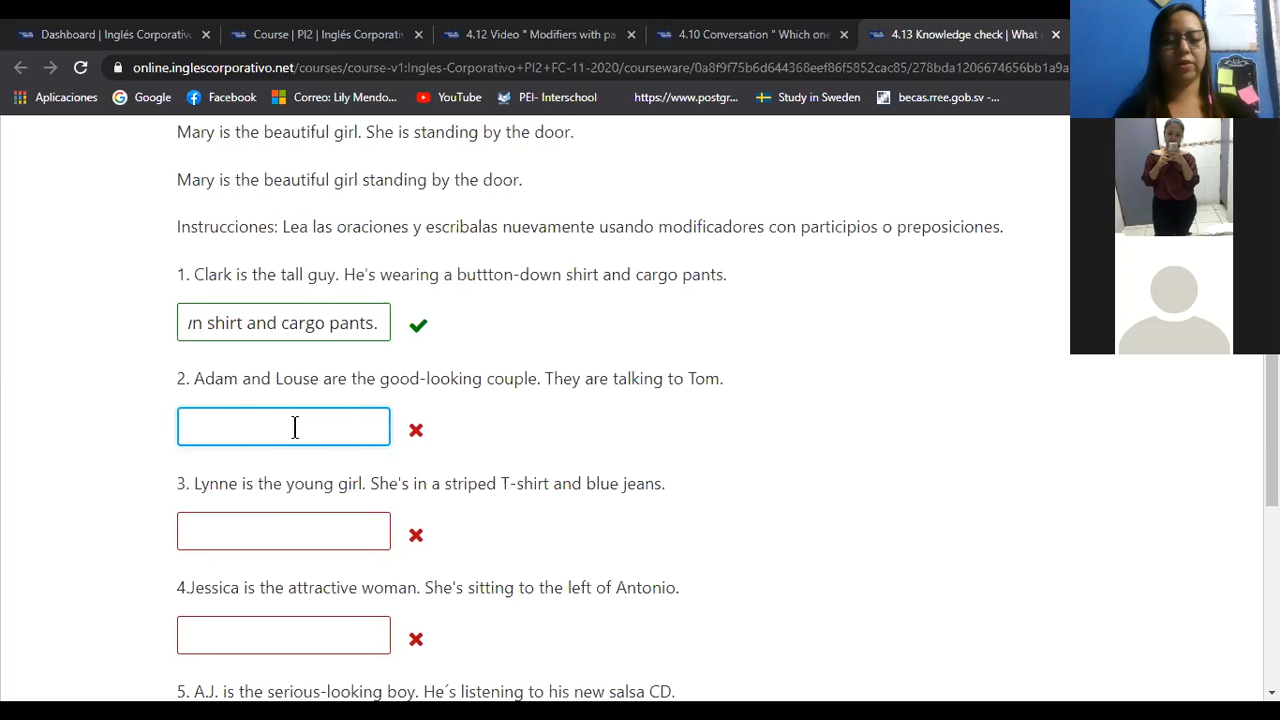 Dashboard | Inglés Corporativ
Course | PI2 | Inglés Corporati
4.12 Video " Modifiers with pa
4.10 Conversation " Which one
4.13 Knowledge check | What
online.inglescorporativo.net/courses/course-v1:Ingles-Corporativo+PI2+FC-11-2020/courseware/
Aplicaciones
Google
Facebook
Correo: Lily Mendo...
YouTube
PEI- Interschool
https://www.postgr...
Study in Sweden
becas.rree.gob.sv -...
Mary is the beautiful girl. She is standing by the door.
Mary is the beautiful girl standing by the door.
Instrucciones: Lea las oraciones y escribalas nuevamente usando modificadores con participios o preposiciones.
1. Clark is the tall guy. He's wearing a buttton-down shirt and cargo pants.
n shirt and cargo pants.
2. Adam and Louse are the good-looking couple. They are talking to Tom.
3. Lynne is the young girl. She's in a striped T-shirt and blue jeans.
4.Jessica is the attractive woman. She's sitting to the left of Antonio.
5. A.J. is the serious-looking boy. He´s listening to his new salsa CD.